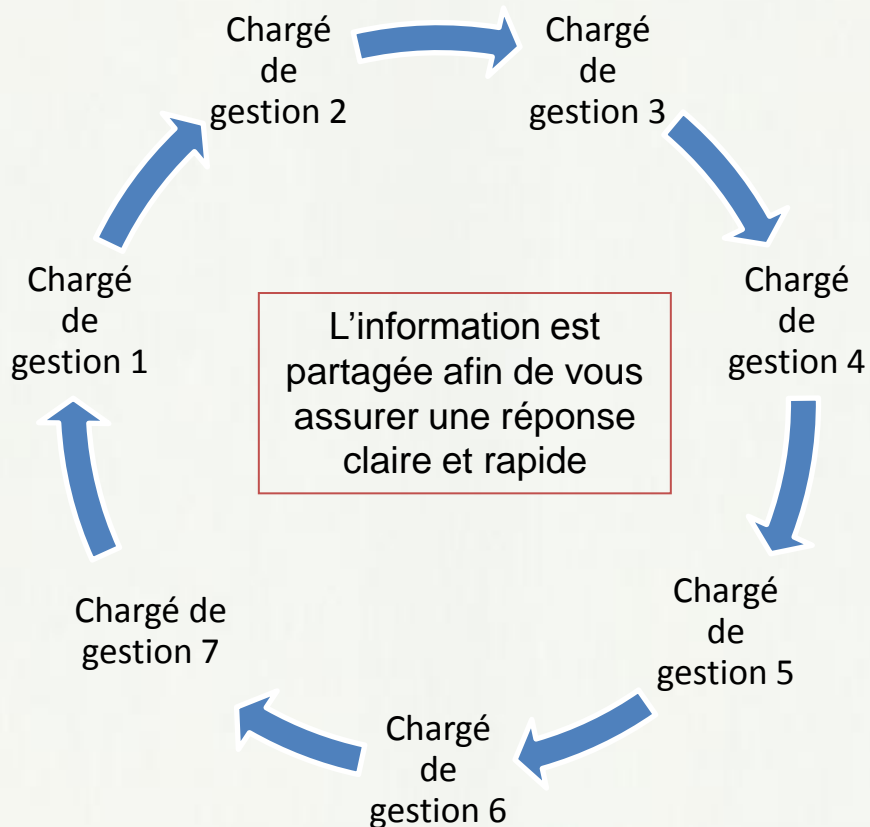 Chargé
de
gestion 2
Chargé
de
gestion 3
Chargé
de
gestion 1
L'information est
partagée afin de vous
assurer une réponse
claire et rapide
Chargé
de
gestion 4
Chargé de
gestion 7
Chargé
de
gestion 5
Chargé
de
gestion 6